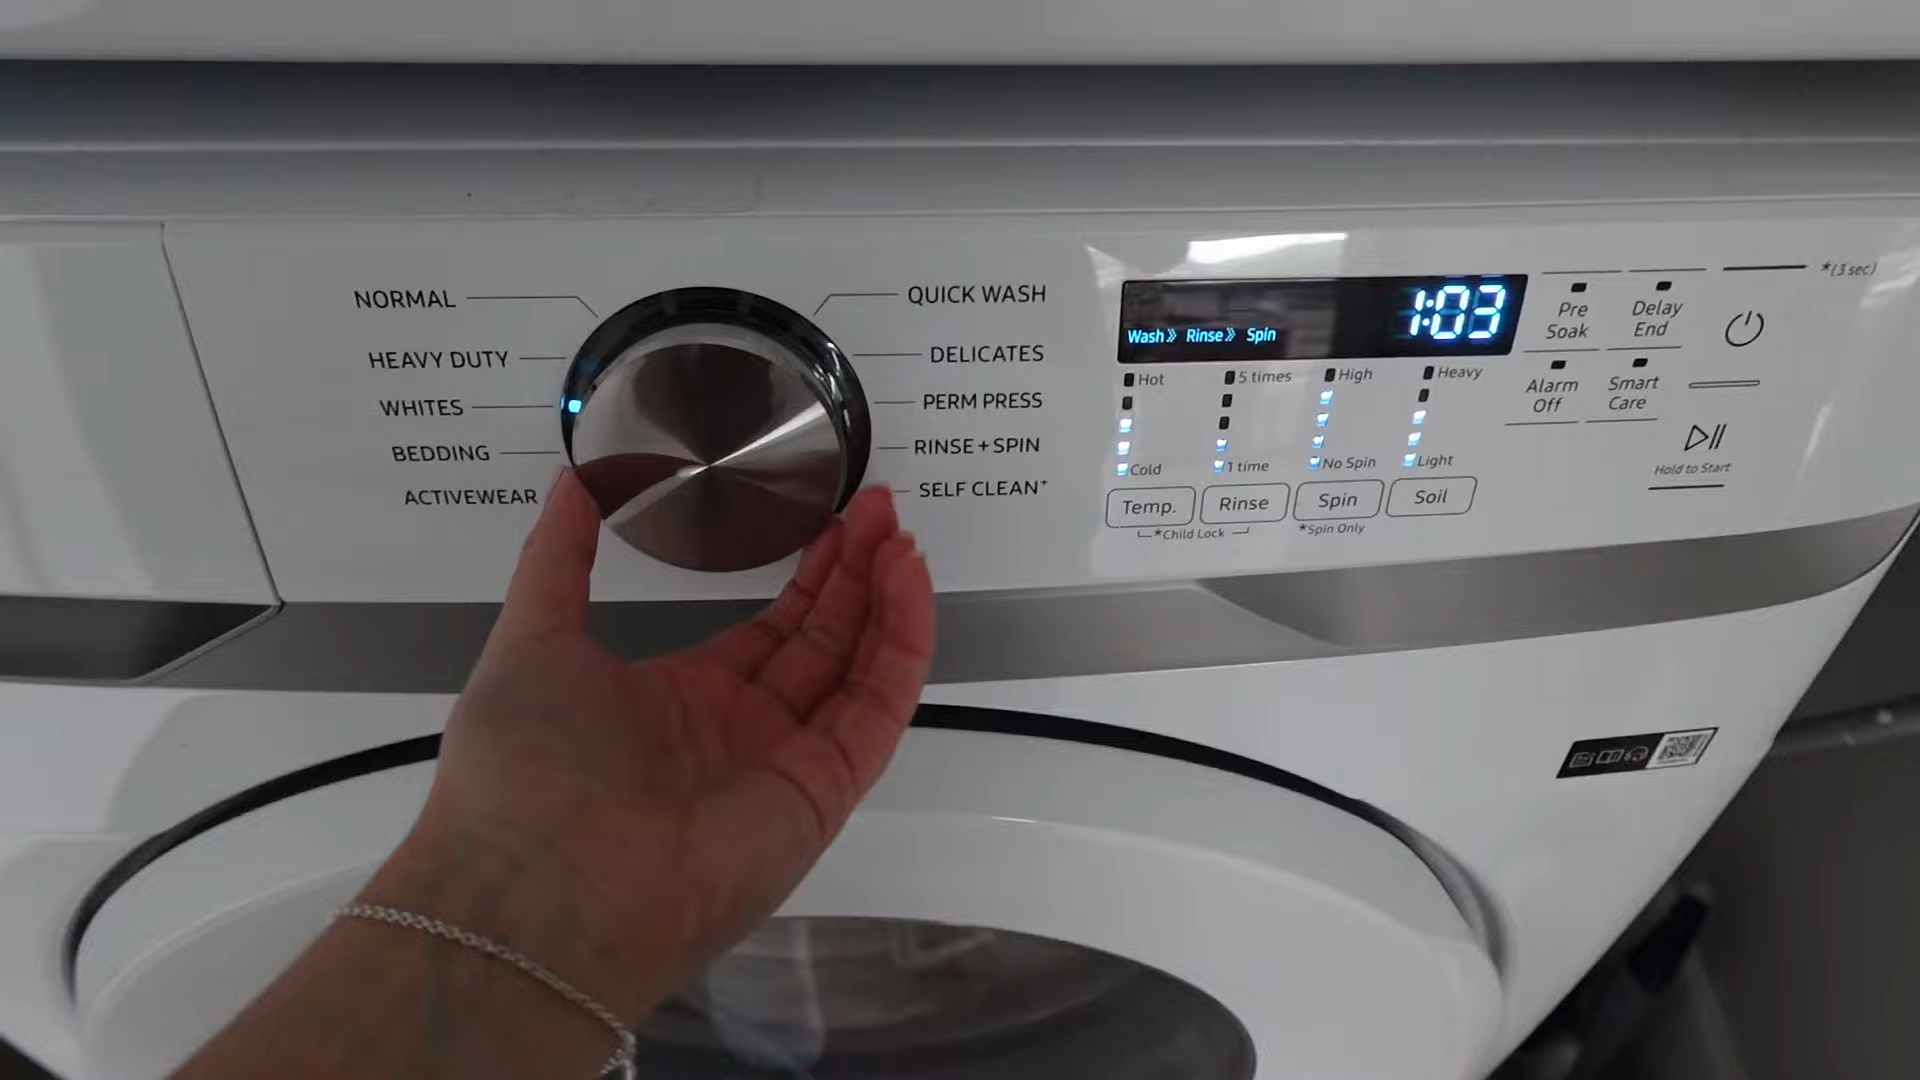 NORMAL
HEAVY DUTY
WHITES
BEDDING
ACTIVEWEAR
QUICK WASH
DELICATES
PERM PRESS
RINSE+SPIN
SELF CLEAN+
1:03
Wash» Rinse» Spin
Hot
5 times
High
Heavy
Cold
1 time
No Spin
Light
Temp.
Rinse
Spin
Soil
*Child Lock
*Spin Only
Pre
Soak
Delay
End
Alarm
Off
Smart
Care
*(3 sec)
Hold to Start